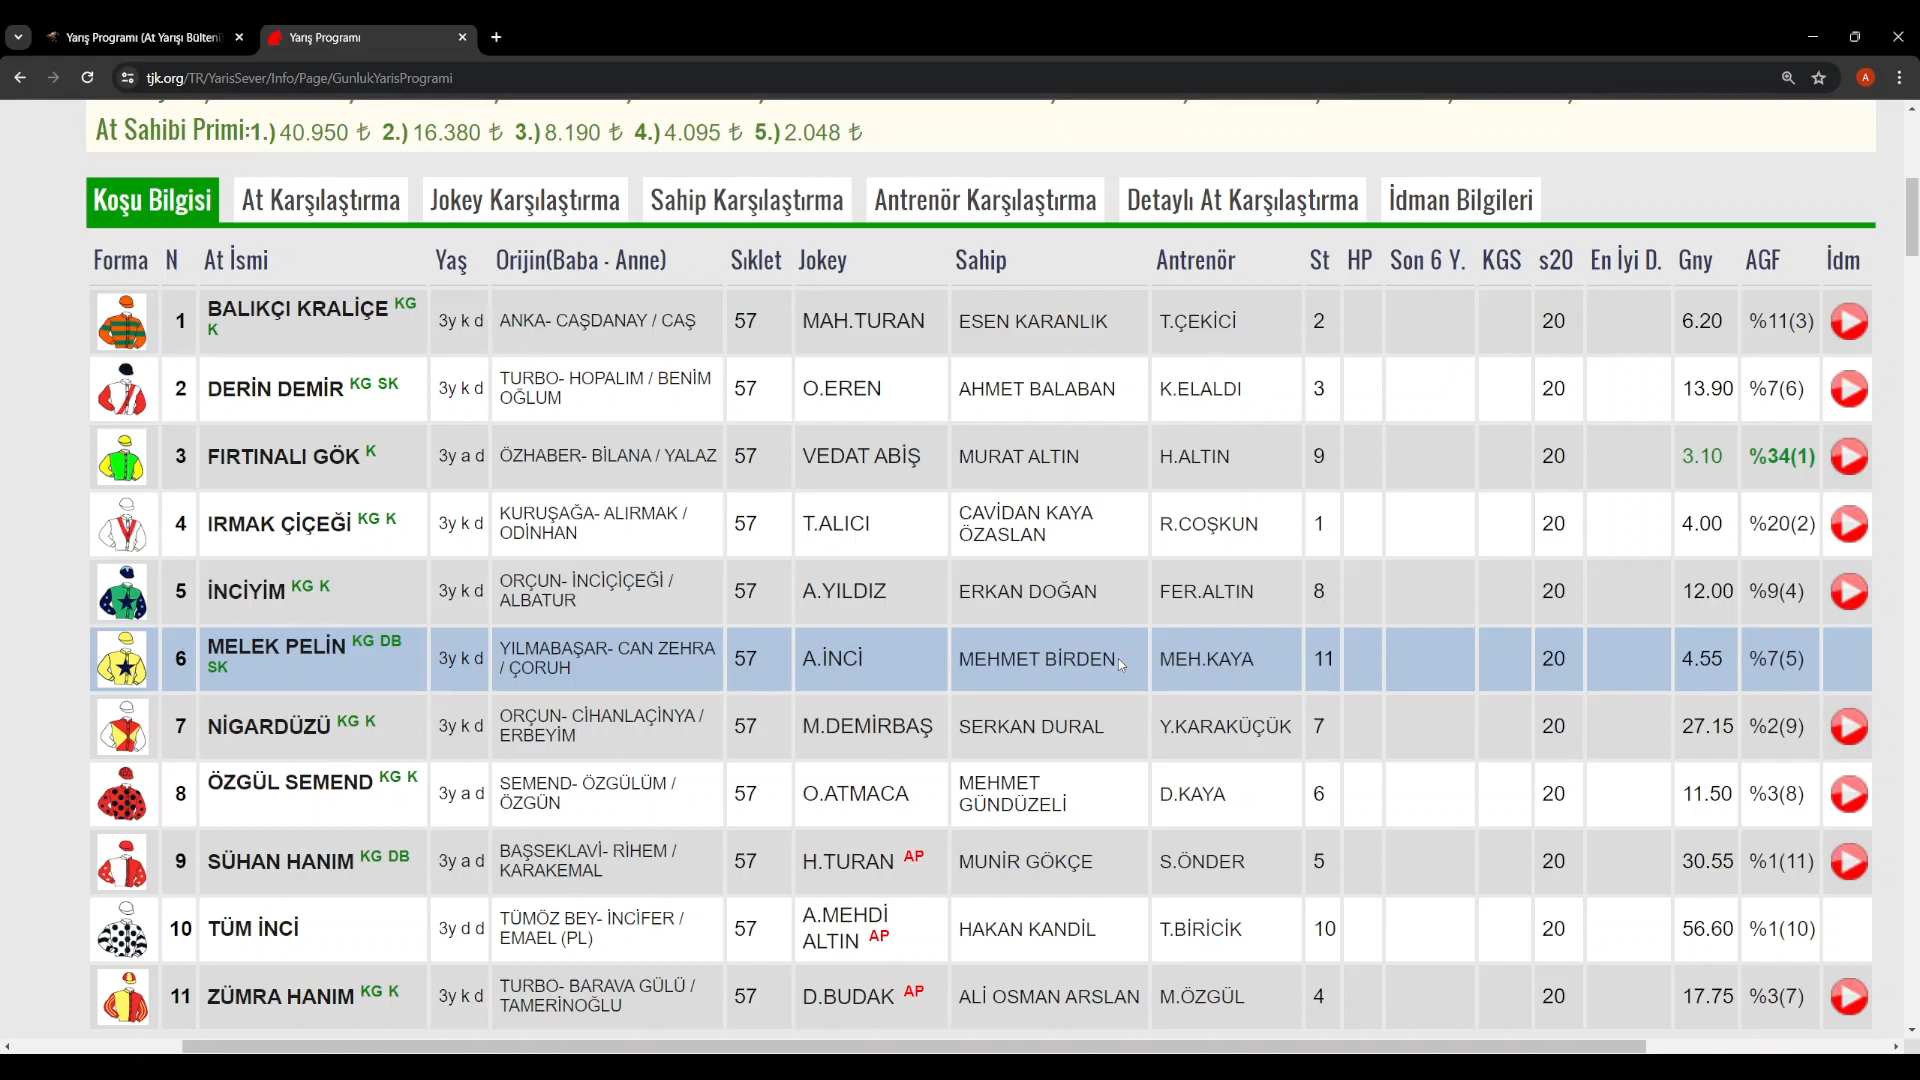 Yarış Programı (At Yarışı Bülteni
Yarış Programı
tjk.org/TR/YarisSever/Info/Page/GunlukYarisProgrami
A
At Sahibi Primi:1.) 40.950 ₺ 2.) 16.380 ₺ 3.) 8.190 ₺ 4.) 4.095 ₺ 5.) 2.048 ₺
Koşu Bilgisi At Karşılaştırma Jokey Karşılaştırma Sahip Karşılaştırma Antrenör Karşılaştırma Detaylı At Karşılaştırma İdman Bilgileri
Forma N At İsmi Yaş Orijin(Baba - Anne) Sıklet Jokey Sahip Antrenör St HP Son 6 Y. KGS s20 En İyi D. Gny AGF İdm
1 BALIKÇI KRALİÇE KG K 3y k d ANKA- CAŞDANAY / CAŞ 57 MAH.TURAN ESEN KARANLIK T.ÇEKİCİ 2 20 6.20 %11(3)
2 DERİN DEMİR KG SK 3y k d TURBO- HOPALIM / BENİM OĞLUM 57 O.EREN AHMET BALABAN K.ELALDI 3 20 13.90 %7(6)
3 FIRTINALI GÖK K 3y a d ÖZHABER- BİLANA / YALAZ 57 VEDAT ABİŞ MURAT ALTIN H.ALTIN 9 20 3.10 %34(1)
4 IRMAK ÇİÇEĞİ KG K 3y k d KURUŞAĞA- ALIRMAK / ODİNHAN 57 T.ALICI CAVİDAN KAYA ÖZASLAN R.COŞKUN 1 20 4.00 %20(2)
5 İNCİYİM KG K 3y k d ORÇUN- İNCİÇİÇEĞİ / ALBATUR 57 A.YILDIZ ERKAN DOĞAN FER.ALTIN 8 20 12.00 %9(4)
6 MELEK PELİN KG DB SK 3y k d YILMABAŞAR- CAN ZEHRA / ÇORUH 57 A.İNCİ MEHMET BİRDEN MEH.KAYA 11 20 4.55 %7(5)
7 NİGARDÜZÜ KG K 3y k d ORÇUN- CİHANLAÇİNYA / ERBEYİM 57 M.DEMİRBAŞ SERKAN DURAL Y.KARAKÜÇÜK 7 20 27.15 %2(9)
8 ÖZGÜL SEMEND KG K 3y a d SEMEND- ÖZGÜLÜM / ÖZGÜN 57 O.ATMACA MEHMET GÜNDÜZELİ D.KAYA 6 20 11.50 %3(8)
9 SÜHAN HANIM KG DB 3y a d BAŞSEKLAVİ- RİHEM / KARAKEMAL 57 H.TURAN AP MUNİR GÖKÇE S.ÖNDER 5 20 30.55 %1(11)
10 TÜM İNCİ 3y d d TÜMÖZ BEY- İNCİFER / EMAEL (PL) 57 A.MEHDİ ALTIN AP HAKAN KANDİL T.BİRİCİK 10 20 56.60 %1(10)
11 ZÜMRA HANIM KG K 3y k d TURBO- BARAVA GÜLÜ / TAMERİNOĞLU 57 D.BUDAK AP ALİ OSMAN ARSLAN M.ÖZGÜL 4 20 17.75 %3(7)